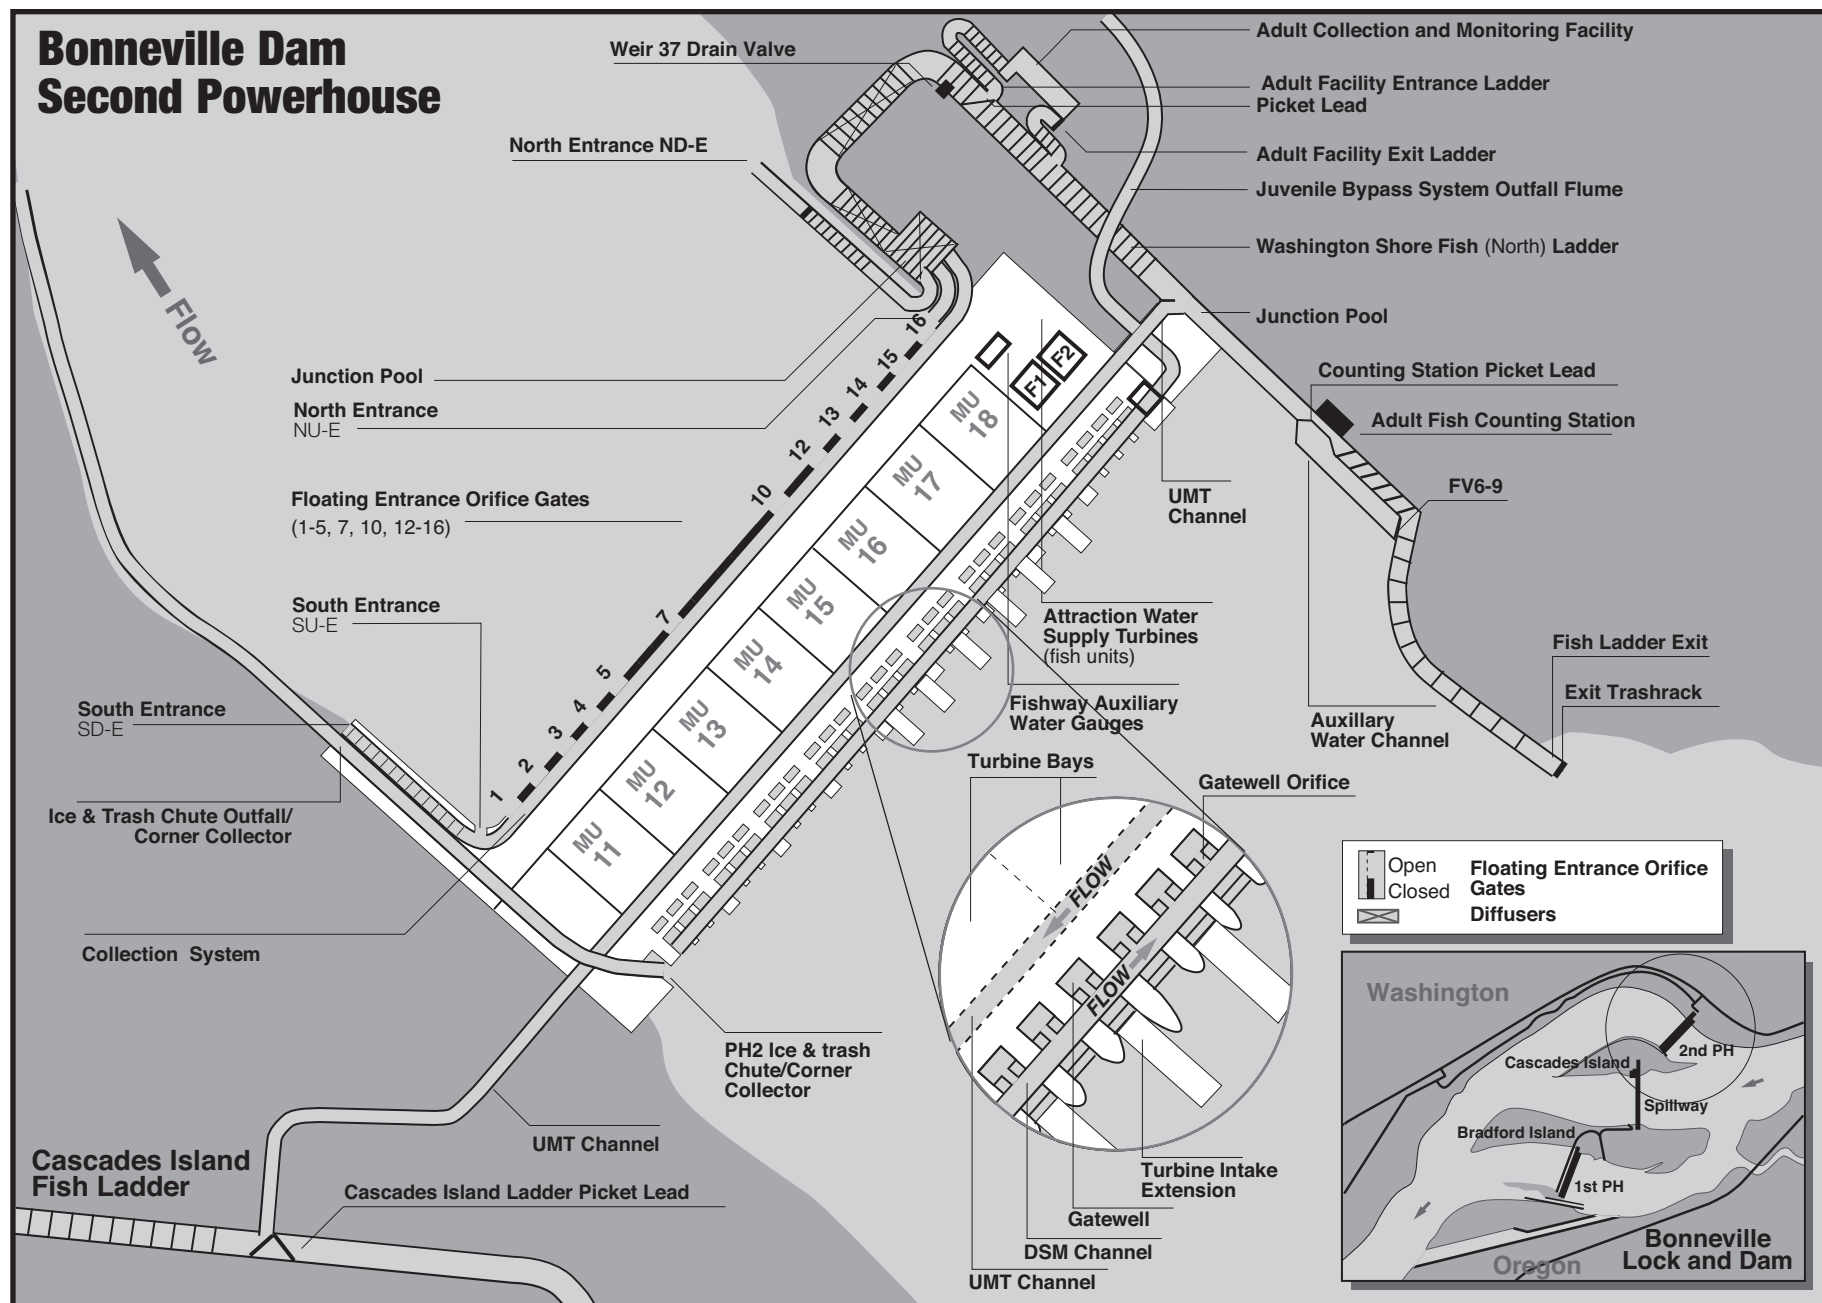 Bonneville Dam
Second Powerhouse
Weir 37 Drain Valve
North Entrance ND-E
Adult Collection and Monitoring Facility
Adult Facility Entrance Ladder
Picket Lead
Adult Facility Exit Ladder
Juvenile Bypass System Outfall Flume
Washington Shore Fish (North) Ladder
Junction Pool
Counting Station Picket Lead
Adult Fish Counting Station
FV6-9
Fish Ladder Exit
Exit Trashrack
Auxillary
Water Channel
UMT
Channel
Flow
Junction Pool
North Entrance
NU-E
Floating Entrance Orifice Gates
(1-5, 7, 10, 12-16)
South Entrance
SU-E
South Entrance
SD-E
Ice & Trash Chute Outfall/
Corner Collector
Collection System
16
15
14
13
12
10
7
5
4
3
2
1
F2
F1
MU
18
MU
17
MU
16
MU
15
MU
14
MU
13
MU
12
MU
11
Attraction Water
Supply Turbines
(fish units)
Fishway Auxiliary
Water Gauges
Turbine Bays
Gatewell Orifice
FLOW
FLOW
Turbine Intake
Extension
Gatewell
DSM Channel
UMT Channel
PH2 Ice & trash
Chute/Corner
Collector
UMT Channel
Cascades Island
Fish Ladder
Cascades Island Ladder Picket Lead
Open
Closed
Floating Entrance Orifice
Gates
Diffusers
Washington
2nd PH
Cascades Island
Spillway
Bradford Island
1st PH
Bonneville
Lock and Dam
Oregon